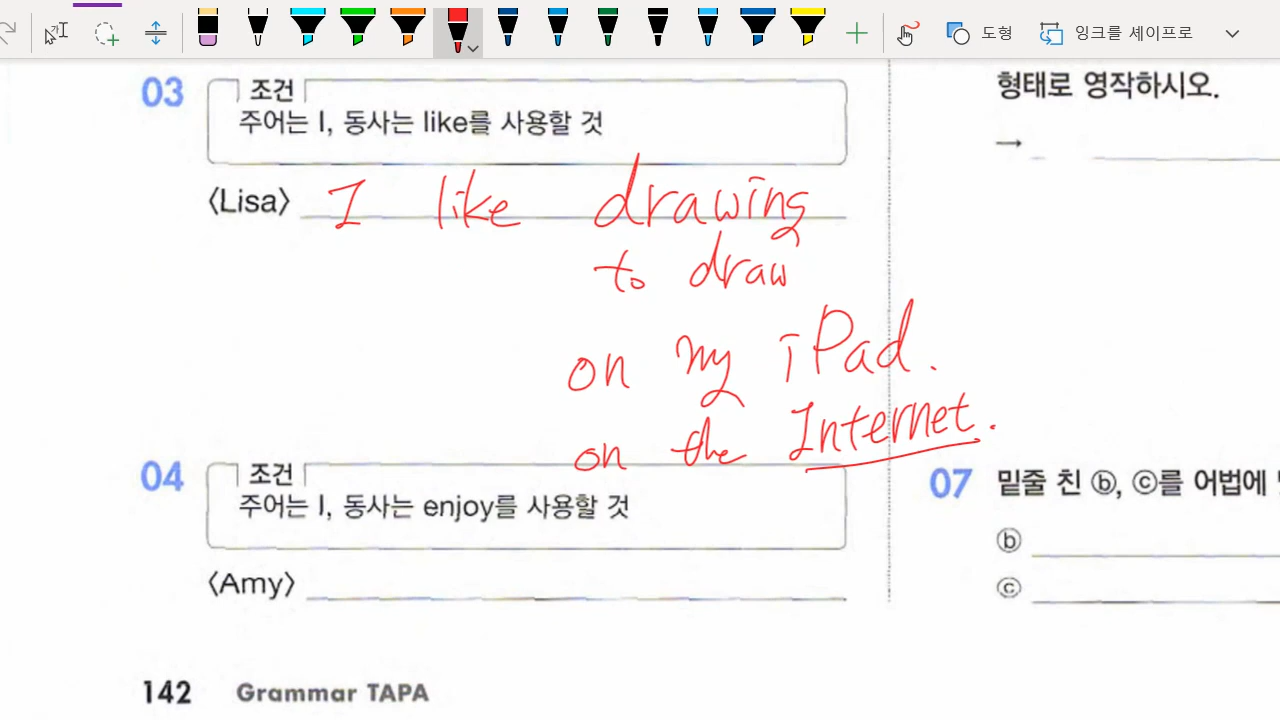 도형
잉크를 셰이프로
03
조건
주어는 I, 동사는 like를 사용할 것
〈Lisa〉 I like drawing
to draw
on my iPad.
on the Internet.
04
조건
주어는 I, 동사는 enjoy를 사용할 것
〈Amy〉
142 Grammar TAPA
형태로 영작하시오.
→
07 밑줄 친 ⓑ, ⓒ를 어법에
ⓑ
ⓒ